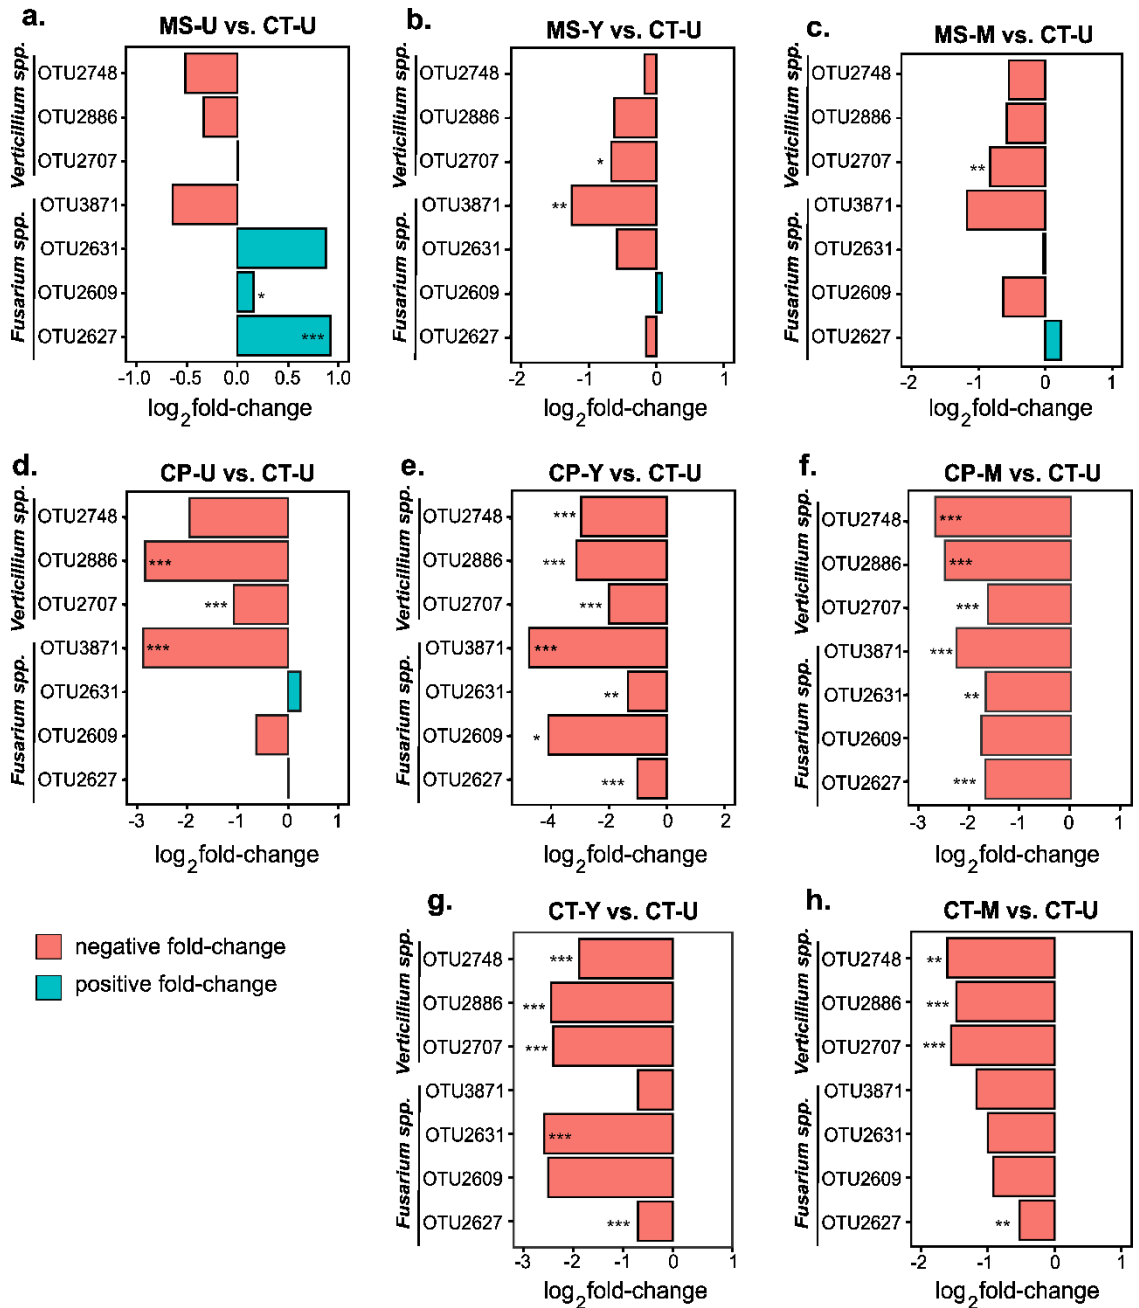 a.
MS-U vs. CT-U
Verticillium spp.
Fusarium spp.
OTU2748
OTU2886
OTU2707
OTU3871
OTU2631
OTU2609
*
OTU2627
***
-1.0 -0.5 0.0 0.5 1.0
log2fold-change
b.
MS-Y vs. CT-U
Verticillium spp.
Fusarium spp.
OTU2748
OTU2886
OTU2707
*
OTU3871
**
OTU2631
OTU2609
OTU2627
-2 -1 0 1
log2fold-change
c.
MS-M vs. CT-U
Verticillium spp.
Fusarium spp.
OTU2748
OTU2886
OTU2707
**
OTU3871
OTU2631
OTU2609
OTU2627
-2 -1 0 1
log2fold-change
d.
CP-U vs. CT-U
Verticillium spp.
Fusarium spp.
OTU2748
OTU2886
***
OTU2707
***
OTU3871
***
OTU2631
OTU2609
OTU2627
-3 -2 -1 0 1
log2fold-change
e.
CP-Y vs. CT-U
Verticillium spp.
Fusarium spp.
OTU2748
***
OTU2886
***
OTU2707
***
OTU3871
***
OTU2631
**
OTU2609
*
OTU2627
***
-4 -2 0 2
log2fold-change
f.
CP-M vs. CT-U
Verticillium spp.
Fusarium spp.
OTU2748
***
OTU2886
***
OTU2707
***
OTU3871
***
OTU2631
**
OTU2609
OTU2627
***
-3 -2 -1 0 1
log2fold-change
negative fold-change
positive fold-change
g.
CT-Y vs. CT-U
Verticillium spp.
Fusarium spp.
OTU2748
***
OTU2886
***
OTU2707
***
OTU3871
OTU2631
***
OTU2609
OTU2627
***
-3 -2 -1 0 1
log2fold-change
h.
CT-M vs. CT-U
Verticillium spp.
Fusarium spp.
OTU2748
**
OTU2886
***
OTU2707
***
OTU3871
OTU2631
OTU2609
OTU2627
**
-2 -1 0 1
log2fold-change